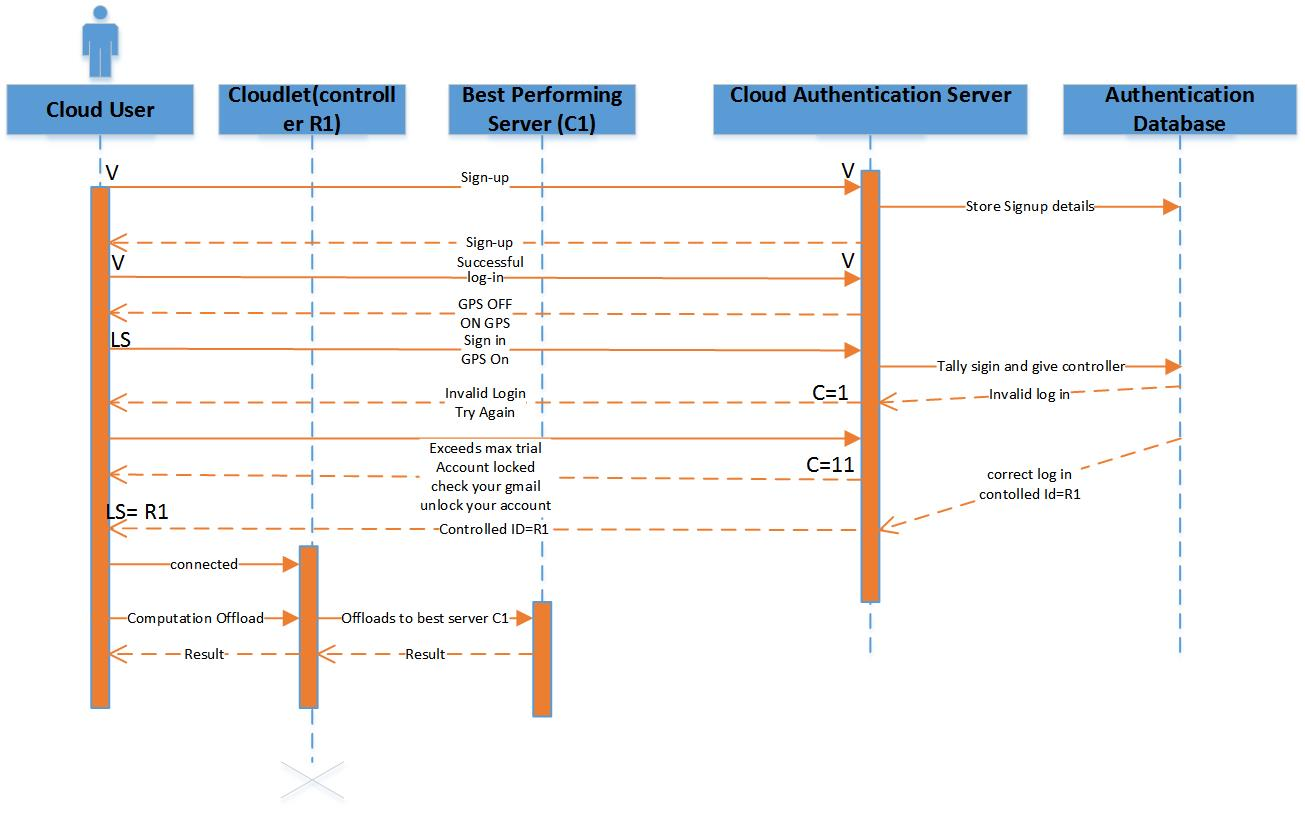 Cloud User
Cloudlet(controll
er R1)
Best Performing
Server (C1)
Cloud Authentication Server
Authentication
Database
V
Sign-up
V
Store Signup details
Sign-up
Successful
V
log-in
V
GPS OFF
ON GPS
LS
Sign in
GPS On
Tally sigin and give controller
Invalid log in
C=1
Invalid Login
Try Again
Exceeds max trial
Account locked
check your gmail
unlock your account
C=11
correct log in
contolled Id=R1
LS= R1
Controlled ID=R1
connected
Computation Offload
Offloads to best server C1
Result
Result